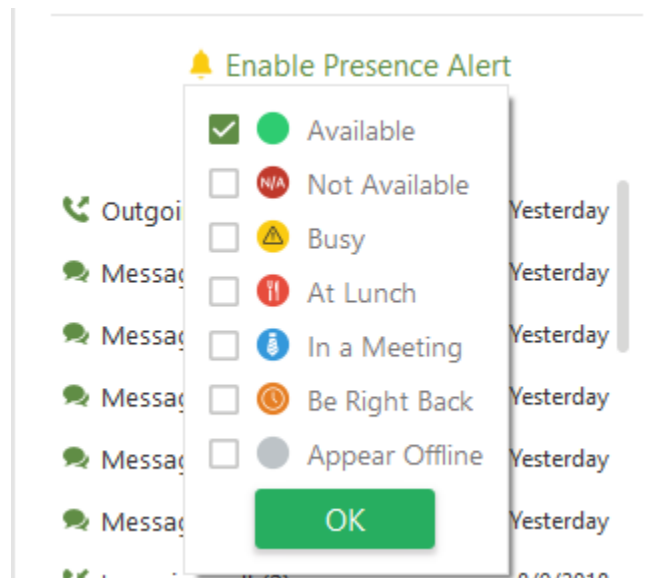 Enable Presence Alert
Available
N/A Not Available
Outgoi Yesterday
Busy
Messag Yesterday
At Lunch
Messag Yesterday
In a Meeting
Messag Yesterday
Be Right Back
Messag Yesterday
Appear Offline
Messag Yesterday
OK